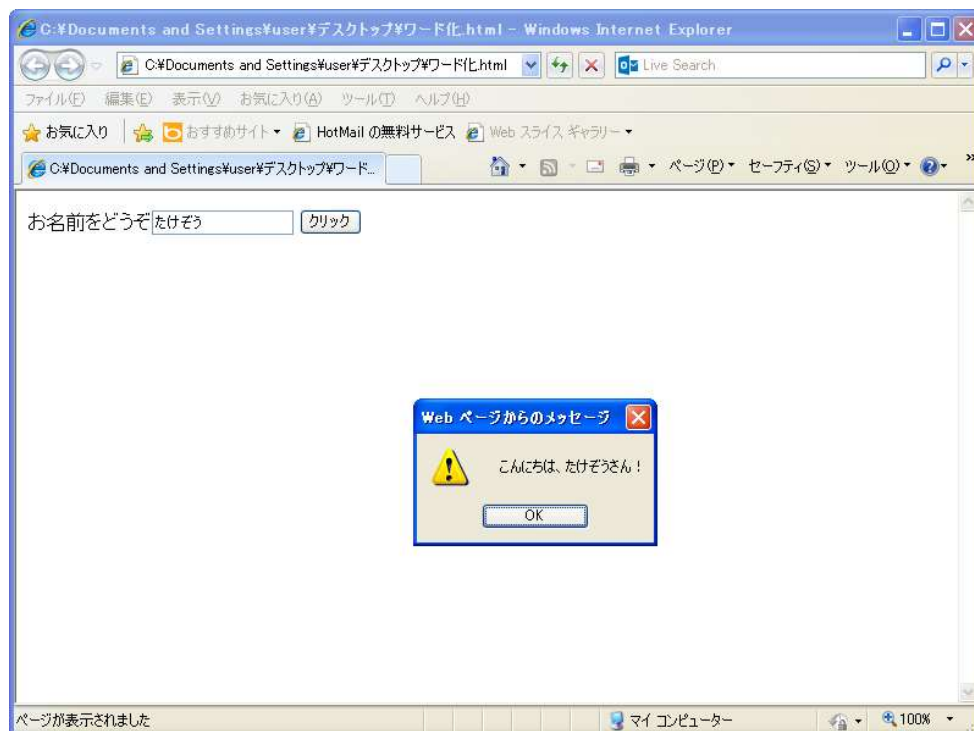 C:¥Documents and Settings¥user¥デスクトップ¥ワード化.html - Windows Internet Explorer
C:¥Documents and Settings¥user¥デスクトップ¥ワード化.html
Live Search
ファイル(F) 編集(E) 表示(V) お気に入り(A) ツール(T) ヘルプ(H)
お気に入り おすすめサイト HotMail の無料サービス Web スライス ギャラリー
C:¥Documents and Settings¥user¥デスクトップ¥ワード... ページ(P) セーフティ(S) ツール(O) »
お名前をどうぞ たけぞう クリック
Web ページからのメッセージ
こんにちは、たけぞうさん！
OK
ページが表示されました マイ コンピューター 100%